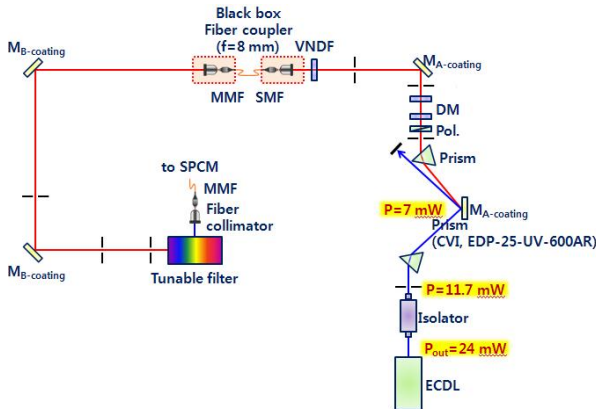 Black box
Fiber coupler
(f=8 mm)
VNDF
MB-coating
MA-coating
MMF
SMF
DM
Pol.
Prism
to SPCM
MMF
Fiber
collimator
P=7 mW
MA-coating
Prism
(CVI, EDP-25-UV-600AR)
MB-coating
Tunable filter
P=11.7 mW
Isolator
Pout=24 mW
ECDL